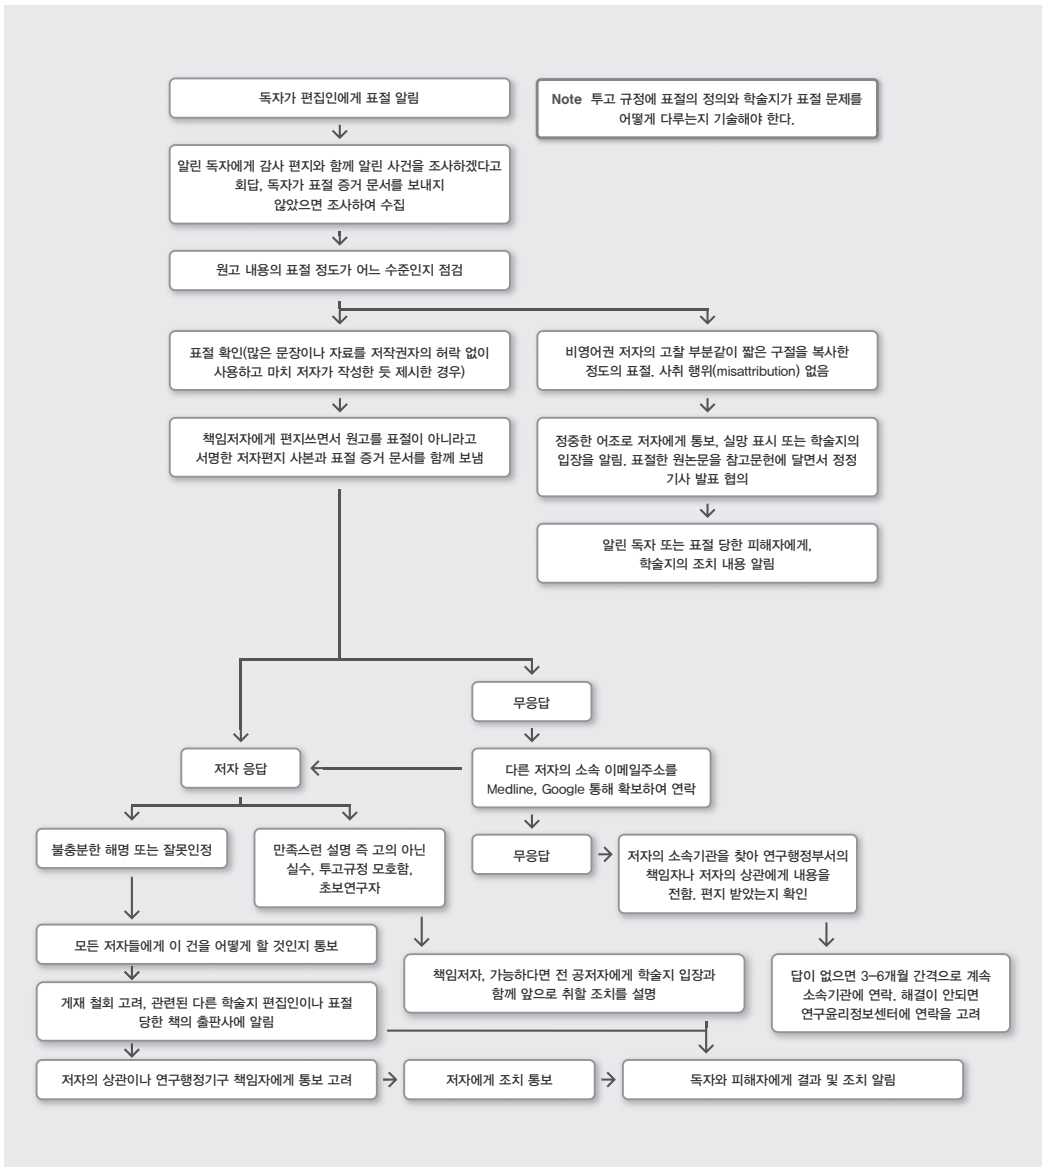 독자가 편집인에게 표절 알림
Note 투고 규정에 표절의 정의와 학술지가 표절 문제를
어떻게 다루는지 기술해야 한다.
알린 독자에게 감사 편지와 함께 알린 사건을 조사하겠다고
회답, 독자가 표절 증거 문서를 보내지
않았으면 조사하여 수집
원고 내용의 표절 정도가 어느 수준인지 점검
표절 확인(많은 문장이나 자료를 저작권자의 허락 없이
사용하고 마치 저자가 작성한 듯 제시한 경우)
비영어권 저자의 고찰 부분같이 짧은 구절을 복사한
정도의 표절. 사취 행위(misattribution) 없음
책임저자에게 편지쓰면서 원고를 표절이 아니라고
서명한 저자편지 사본과 표절 증거 문서를 함께 보냄
정중한 어조로 저자에게 통보, 실망 표시 또는 학술지의
입장을 알림. 표절한 원논문을 참고문헌에 달면서 정정
기사 발표 협의
알린 독자 또는 표절 당한 피해자에게,
학술지의 조치 내용 알림
무응답
저자 응답
다른 저자의 소속 이메일주소를
Medline, Google 통해 확보하여 연락
불충분한 해명 또는 잘못인정
만족스런 설명 즉 고의 아닌
실수, 투고규정 모호함,
초보연구자
무응답
저자의 소속기관을 찾아 연구행정부서의
책임자나 저자의 상관에게 내용을
전함. 편지 받았는지 확인
모든 저자들에게 이 건을 어떻게 할 것인지 통보
책임저자, 가능하다면 전 공저자에게 학술지 입장과
함께 앞으로 취할 조치를 설명
답이 없으면 3-6개월 간격으로 계속
소속기관에 연락. 해결이 안되면
연구윤리정보센터에 연락을 고려
게재 철회 고려, 관련된 다른 학술지 편집인이나 표절
당한 책의 출판사에 알림
저자의 상관이나 연구행정기구 책임자에게 통보 고려
저자에게 조치 통보
독자와 피해자에게 결과 및 조치 알림